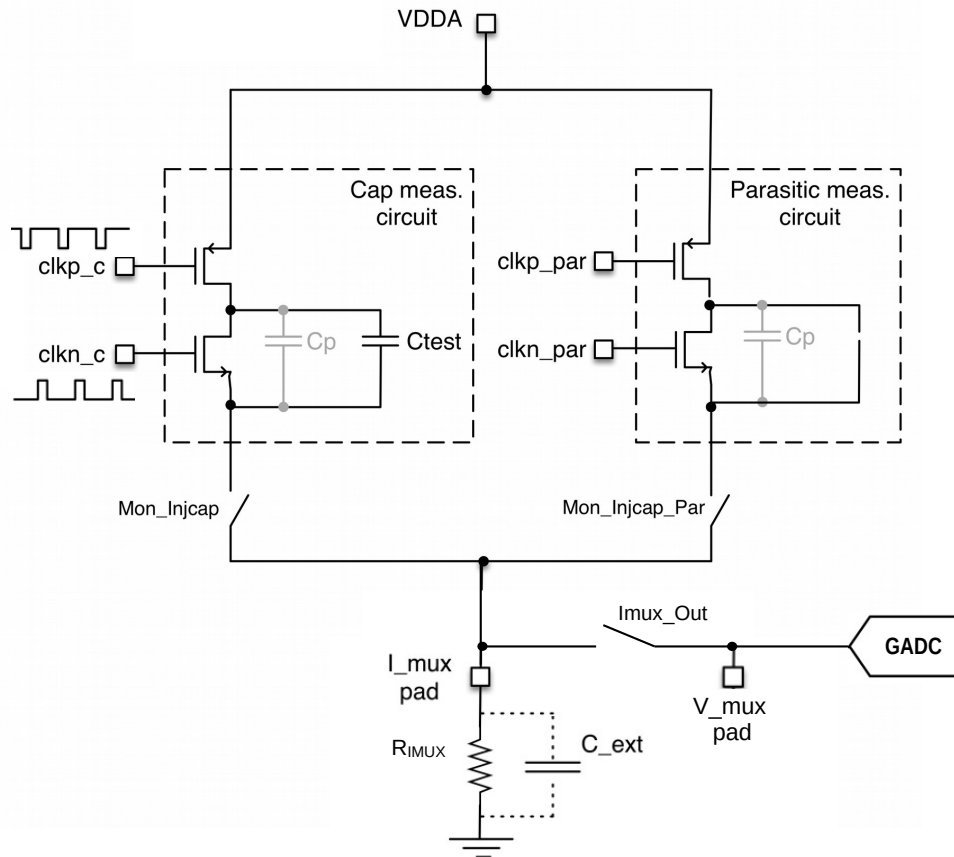 VDDA
Cap meas.
circuit
Parasitic meas.
circuit
clkp_c
clkp_par
Cp
Ctest
Cp
clkn_c
clkn_par
Mon_Injcap
Mon_Injcap_Par
Imux_Out
GADC
I_mux
pad
V_mux
pad
RIMUX
C_ext